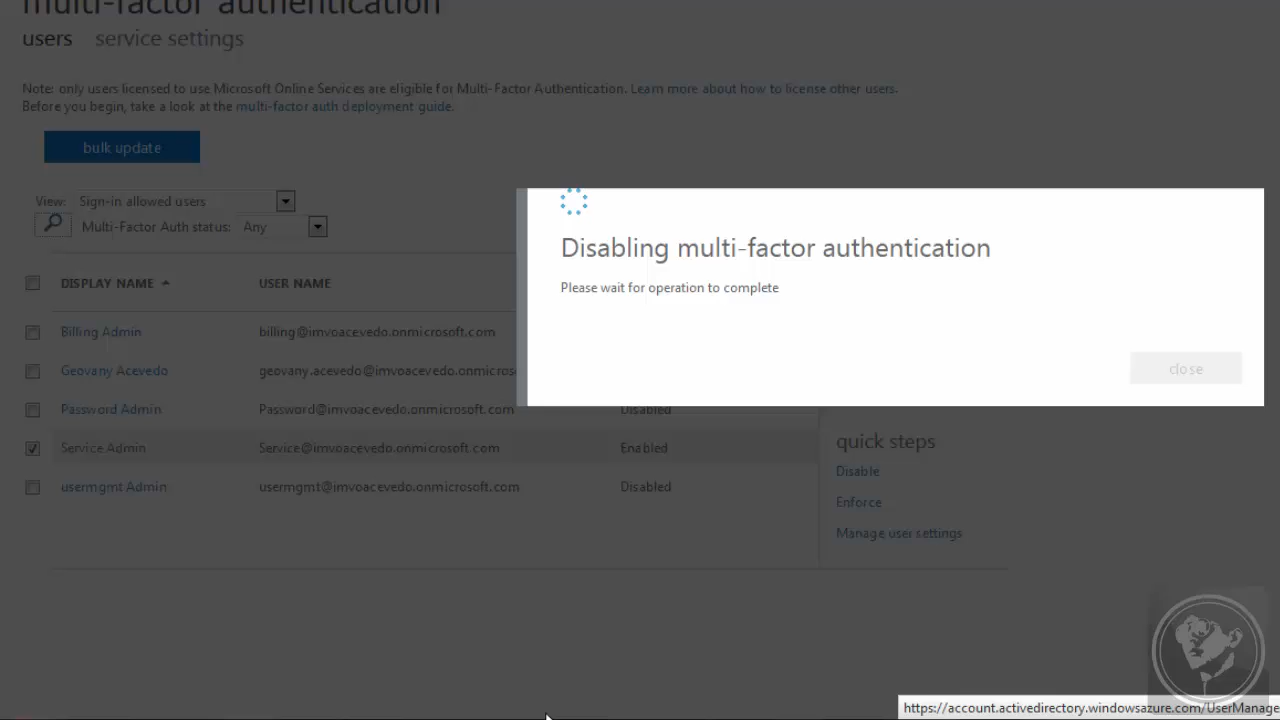 multi-factor authentication
users service settings
Note: only users licensed to use Microsoft Online Services are eligible for Multi-Factor Authentication. Learn more about how to license other users.
Before you begin, take a look at the multi-factor auth deployment guide.
bulk update
View: Sign-in allowed users
Multi-Factor Auth status: Any
Disabling multi-factor authentication
Please wait for operation to complete
close
DISPLAY NAME USER NAME
Billing Admin billing@imvoacevedo.onmicrosoft.com
Geovany Acevedo geovany.acevedo@imvoacevedo.onmicros
Password Admin Password@imvoacevedo.onmicrosoft.com Disabled
Service Admin Service@imvoacevedo.onmicrosoft.com Enabled
usermgmt Admin usermgmt@imvoacevedo.onmicrosoft.com Disabled
quick steps
Disable
Enforce
Manage user settings
https://account.activedirectory.windowsazure.com/UserManage